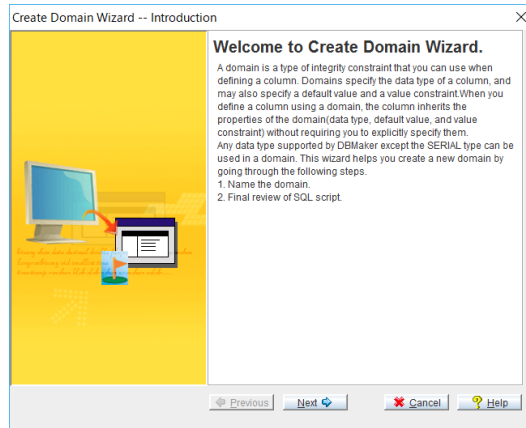 Create Domain Wizard -- Introduction
Welcome to Create Domain Wizard.
A domain is a type of integrity constraint that you can use when
defining a column. Domains specify the data type of a column, and
may also specify a default value and a value constraint.When you
define a column using a domain, the column inherits the
properties of the domain(data type, default value, and value
constraint) without requiring you to explicitly specify them.
Any data type supported by DBMaker except the SERIAL type can be
used in a domain. This wizard helps you create a new domain by
going through the following steps.
1. Name the domain.
2. Final review of SQL script.
Previous Next Cancel Help